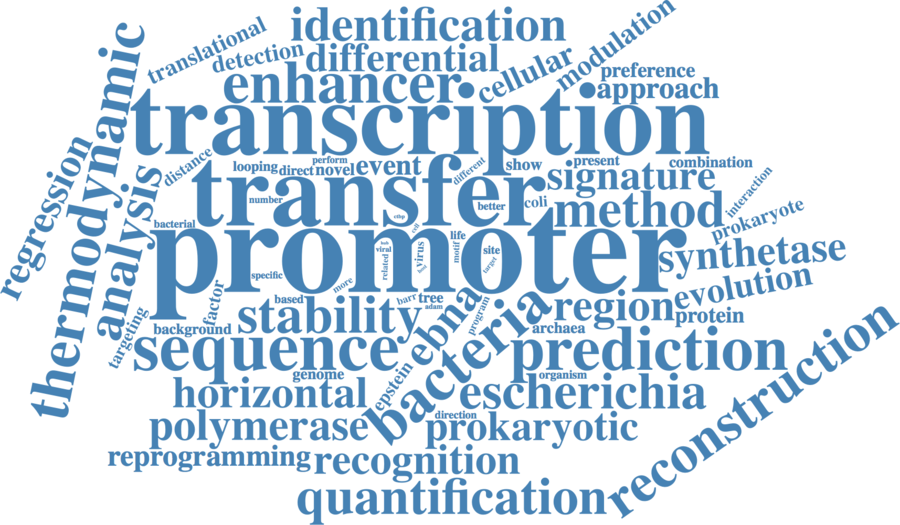 identification
modulation
translational
detection
differential
cellular
preference
enhancer
approach
transcription
thermodynamic
regression
analysis
distance
looping
direct
perform
novel
event
different
show
present
combination
signature
interaction
transfer
number
better
coli
method
prokaryote
bacterial
promoter
life
virus
viral
related
motif
site
target
synthetase
specific
more
evolution
factor
based
barr
tree
adam
ebna
program
region
protein
targeting
background
stability
bacteria
archaea
sequence
prediction
genome
organism
horizontal
epstein
escherichia
reconstruction
polymerase
direction
prokaryotic
reprogramming
recognition
quantification